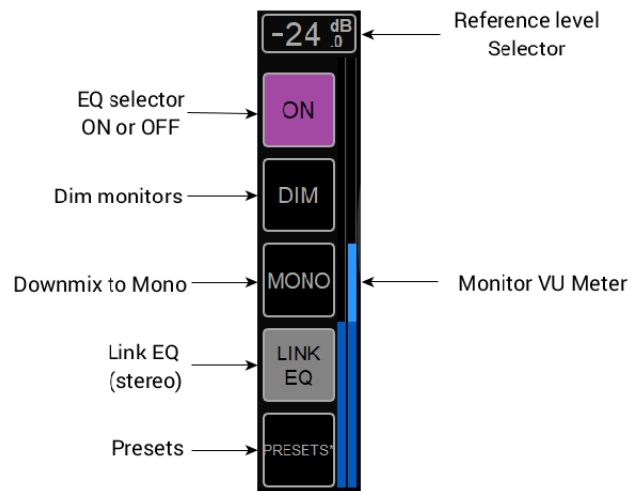 -24 dB
.0
Reference level
Selector
EQ selector
ON or OFF
ON
Dim monitors
DIM
Downmix to Mono
MONO
Monitor VU Meter
Link EQ
(stereo)
LINK
EQ
Presets
PRESETS*